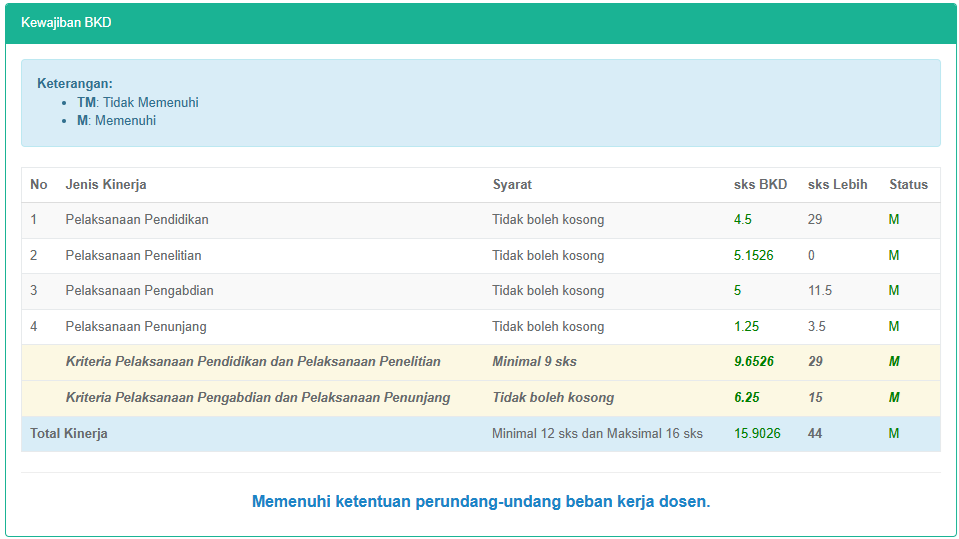 Kewajiban BKD
Keterangan:
• TM: Tidak Memenuhi
• M: Memenuhi
No Jenis Kinerja Syarat sks BKD sks Lebih Status
1 Pelaksanaan Pendidikan Tidak boleh kosong 4.5 29 M
2 Pelaksanaan Penelitian Tidak boleh kosong 5.1526 0 M
3 Pelaksanaan Pengabdian Tidak boleh kosong 5 11.5 M
4 Pelaksanaan Penunjang Tidak boleh kosong 1.25 3.5 M
Kriteria Pelaksanaan Pendidikan dan Pelaksanaan Penelitian Minimal 9 sks 9.6526 29 M
Kriteria Pelaksanaan Pengabdian dan Pelaksanaan Penunjang Tidak boleh kosong 6.25 15 M
Total Kinerja Minimal 12 sks dan Maksimal 16 sks 15.9026 44 M
Memenuhi ketentuan perundang-undang beban kerja dosen.